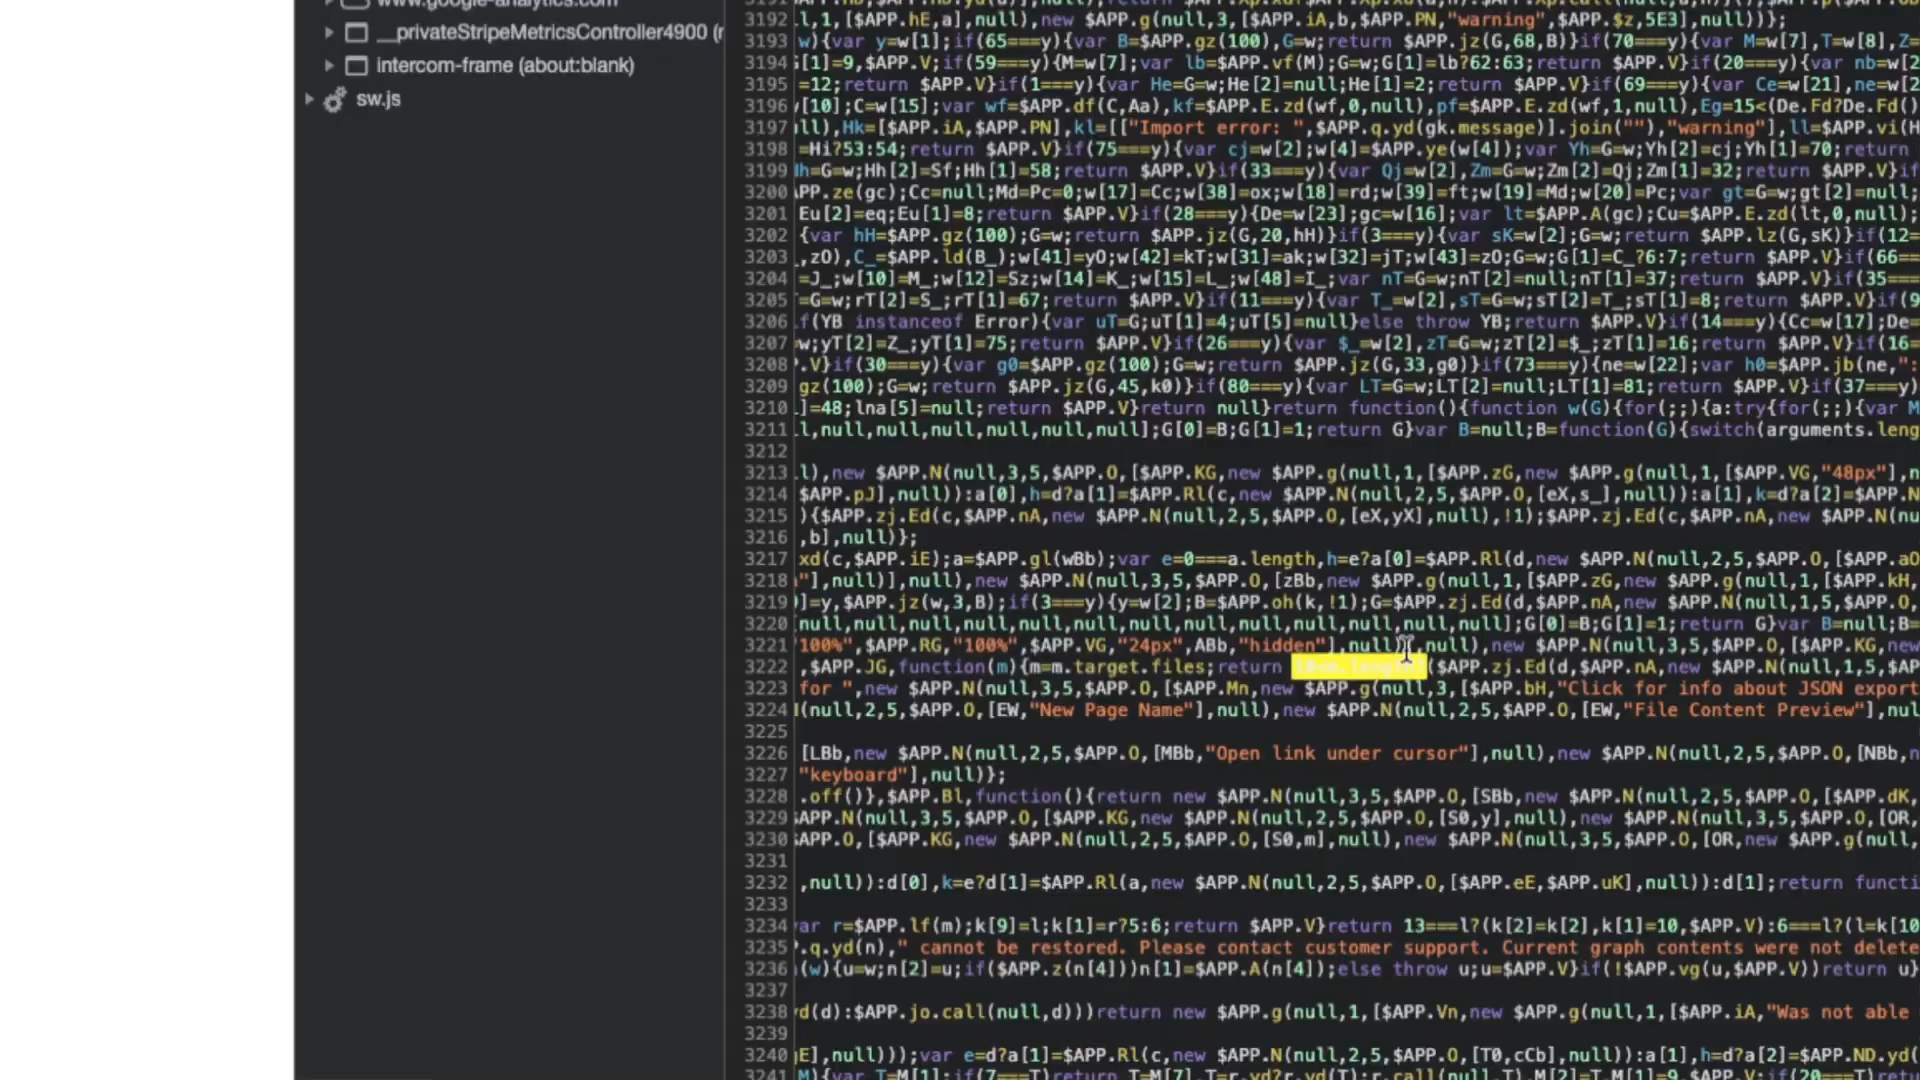 www.google-analytics.com
__privateStripeMetricsController4900 (r
intercom-frame (about:blank)
sw.js
3192 l,1,[$APP.hE,a],null),new $APP.g(null,3,[$APP.iA,b,$APP.PN,"warning",$APP.$z,5E3],null))};
3193 w){var y=w[1];if(65===y){var B=$APP.gz(100),G=w;return $APP.jz(G,68,B)}if(70===y){var M=w[7],T=w[8],Z=
3194 [1]=9,$APP.V;if(59===y){M=w[7];var lb=$APP.vf(M);G=w;G[1]=lb?62:63;return $APP.V}if(20===y){var nb=w[2
3195 =12;return $APP.V}if(1===y){var He=G=w;He[2]=null;He[1]=2;return $APP.V}if(69===y){var Ce=w[21],ne=w[2
3196 [10];C=w[15];var wf=$APP.df(C,Aa),kf=$APP.E.zd(wf,0,null),pf=$APP.E.zd(wf,1,null),Eg=15<(De.Fd?De.Fd()
3197 ll),Hk=[$APP.iA,$APP.PN],kl=[["Import error: ",$APP.q.yd(gk.message)].join(""),"warning"],ll=$APP.vi(H
3198 =Hi?53:54;return $APP.V}if(75===y){var cj=w[2];w[4]=$APP.ye(w[4]);var Yh=G=w;Yh[2]=cj;Yh[1]=70;return
3199 h=G=w;Hh[2]=Sf;Hh[1]=58;return $APP.V}if(33===y){var Qj=w[2],Zm=G=w;Zm[2]=Qj;Zm[1]=32;return $APP.V}if
3200 PP.ze(gc);Cc=null;Md=Pc=0;w[17]=Cc;w[38]=ox;w[18]=rd;w[39]=ft;w[19]=Md;w[20]=Pc;var gt=G=w;gt[2]=null;
3201 Eu[2]=eq;Eu[1]=8;return $APP.V}if(28===y){De=w[23];gc=w[16];var lt=$APP.A(gc);Cu=$APP.E.zd(lt,0,null);
3202 {var hH=$APP.gz(100);G=w;return $APP.jz(G,20,hH)}if(3===y){var sK=w[2];G=w;return $APP.lz(G,sK)}if(12=
3203 ,zO),C_=$APP.ld(B_);w[41]=yO;w[42]=kT;w[31]=ak;w[32]=jT;w[43]=zO;G=w;G[1]=C_?6:7;return $APP.V}if(66==
3204 =J_;w[10]=M_;w[12]=Sz;w[14]=K_;w[15]=L_;w[48]=I_;var nT=G=w;nT[2]=null;nT[1]=37;return $APP.V}if(35===
3205 =G=w;rT[2]=S_;rT[1]=67;return $APP.V}if(11===y){var T_=w[2],sT=G=w;sT[2]=T_;sT[1]=8;return $APP.V}if(9
3206 f(YB instanceof Error){var uT=G;uT[1]=4;uT[5]=null}else throw YB;return $APP.V}if(14===y){Cc=w[17];De=
3207 w;yT[2]=Z_;yT[1]=75;return $APP.V}if(26===y){var $_=w[2],zT=G=w;zT[2]=$_;zT[1]=16;return $APP.V}if(16=
3208 .V}if(30===y){var g0=$APP.gz(100);G=w;return $APP.jz(G,33,g0)}if(73===y){ne=w[22];var h0=$APP.jb(ne,":
3209 gz(100);G=w;return $APP.jz(G,45,k0)}if(80===y){var LT=G=w;LT[2]=null;LT[1]=81;return $APP.V}if(37===y)
3210 ]=48;lna[5]=null;return $APP.V}return null}return function(){function w(G){for(;;){a:try{for(;;){var M
3211 l,null,null,null,null,null,null];G[0]=B;G[1]=1;return G}var B=null;B=function(G){switch(arguments.leng
3212
3213 l),new $APP.N(null,3,5,$APP.O,[$APP.KG,new $APP.g(null,1,[$APP.zG,new $APP.g(null,1,[$APP.VG,"48px"],n
3214 $APP.pJ],null)):a[0],h=d?a[1]=$APP.Rl(c,new $APP.N(null,2,5,$APP.O,[eX,s_],null)):a[1],k=d?a[2]=$APP.N
3215 ){$APP.zj.Ed(c,$APP.nA,new $APP.N(null,2,5,$APP.O,[eX,yX],null),!1);$APP.zj.Ed(c,$APP.nA,new $APP.N(nu
3216 ,b],null)};
3217 xd(c,$APP.iE);a=$APP.gl(wBb);var e=0===a.length,h=e?a[0]=$APP.Rl(d,new $APP.N(null,2,5,$APP.O,[$APP.aO
3218 "],null)],null),new $APP.N(null,3,5,$APP.O,[zBb,new $APP.g(null,1,[$APP.zG,new $APP.g(null,1,[$APP.kH,
3219 ]=y,$APP.jz(w,3,B);if(3===y){y=w[2];B=$APP.oh(k,!1);G=$APP.zj.Ed(d,$APP.nA,new $APP.N(null,1,5,$APP.O,
3220 null,null,null,null,null,null,null,null,null,null,null,null,null];G[0]=B;G[1]=1;return G}var B=null;B=
3221 "100%",$APP.RG,"100%",$APP.VG,"24px",ABb,"hidden"],null)],null),new $APP.N(null,3,5,$APP.O,[$APP.KG,new
3222 ,$APP.JG,function(m){m=m.target.files;return 10<m.length?($APP.zj.Ed(d,$APP.nA,new $APP.N(null,1,5,$AP
3223 for ",new $APP.N(null,3,5,$APP.O,[$APP.Mn,new $APP.g(null,3,[$APP.bH,"Click for info about JSON export
3224 (null,2,5,$APP.O,[EW,"New Page Name"],null),new $APP.N(null,2,5,$APP.O,[EW,"File Content Preview"],nul
3225
3226 [LBb,new $APP.N(null,2,5,$APP.O,[MBb,"Open link under cursor"],null),new $APP.N(null,2,5,$APP.O,[NBb,n
3227 "keyboard"],null)};
3228 .off()},$APP.Bl,function(){return new $APP.N(null,3,5,$APP.O,[SBb,new $APP.N(null,2,5,$APP.O,[$APP.dK,
3229 $APP.N(null,3,5,$APP.O,[$APP.KG,new $APP.N(null,2,5,$APP.O,[S0,y],null),new $APP.N(null,3,5,$APP.O,[OR,
3230 $APP.O,[$APP.KG,new $APP.N(null,2,5,$APP.O,[S0,m],null),new $APP.N(null,3,5,$APP.O,[OR,new $APP.g(null,
3231
3232 ,null)):d[0],k=e?d[1]=$APP.Rl(a,new $APP.N(null,2,5,$APP.O,[$APP.eE,$APP.uK],null)):d[1];return functi
3233
3234 var r=$APP.lf(m);k[9]=l;k[1]=r?5:6;return $APP.V}return 13===l?(k[2]=k[2],k[1]=10,$APP.V):6===l?(l=k[10
3235 .q.yd(n)," cannot be restored. Please contact customer support. Current graph contents were not delete
3236 (w){u=w;n[2]=u;if($APP.z(n[4]))n[1]=$APP.A(n[4]);else throw u;u=$APP.V}if(!$APP.vg(u,$APP.V))return u}
3237
3238 d(d):$APP.jo.call(null,d)))return new $APP.g(null,1,[$APP.Vn,new $APP.g(null,1,[$APP.iA,"Was not able
3239
3240 E],null)));var e=d?a[1]=$APP.Rl(c,new $APP.N(null,2,5,$APP.O,[T0,cCb],null)):a[1],h=d?a[2]=$APP.ND.yd(
3241